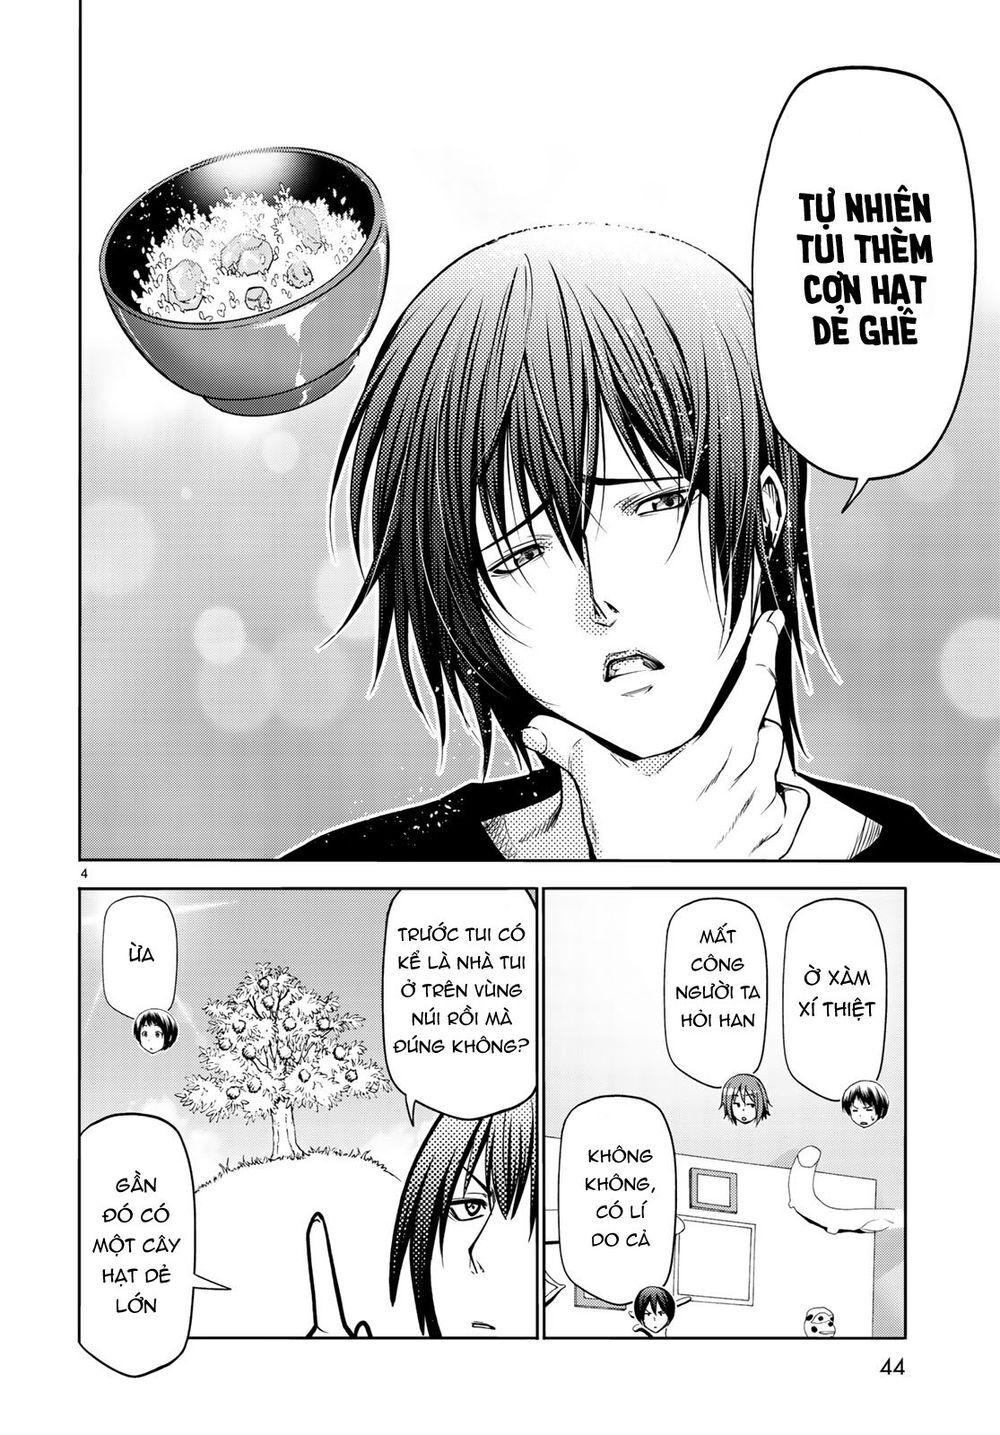 TỰ NHIÊN
TUI THÈM
CƠN HẠT
DẺ GHÊ
4
Ờ XÀM
XÍ THIỆT
MẤT
CÔNG
NGƯỜI TA
HỎI HAN
KHÔNG
KHÔNG,
CÓ LÍ
DO CẢ
TRƯỚC TUI CÓ
KỂ LÀ NHÀ TUI
Ở TRÊN VÙNG
NÚI RỒI MÀ
ĐÚNG KHÔNG?
ỪA
GẦN
ĐÓ CÓ
MỘT CÂY
HẠT DẺ
LỚN
44